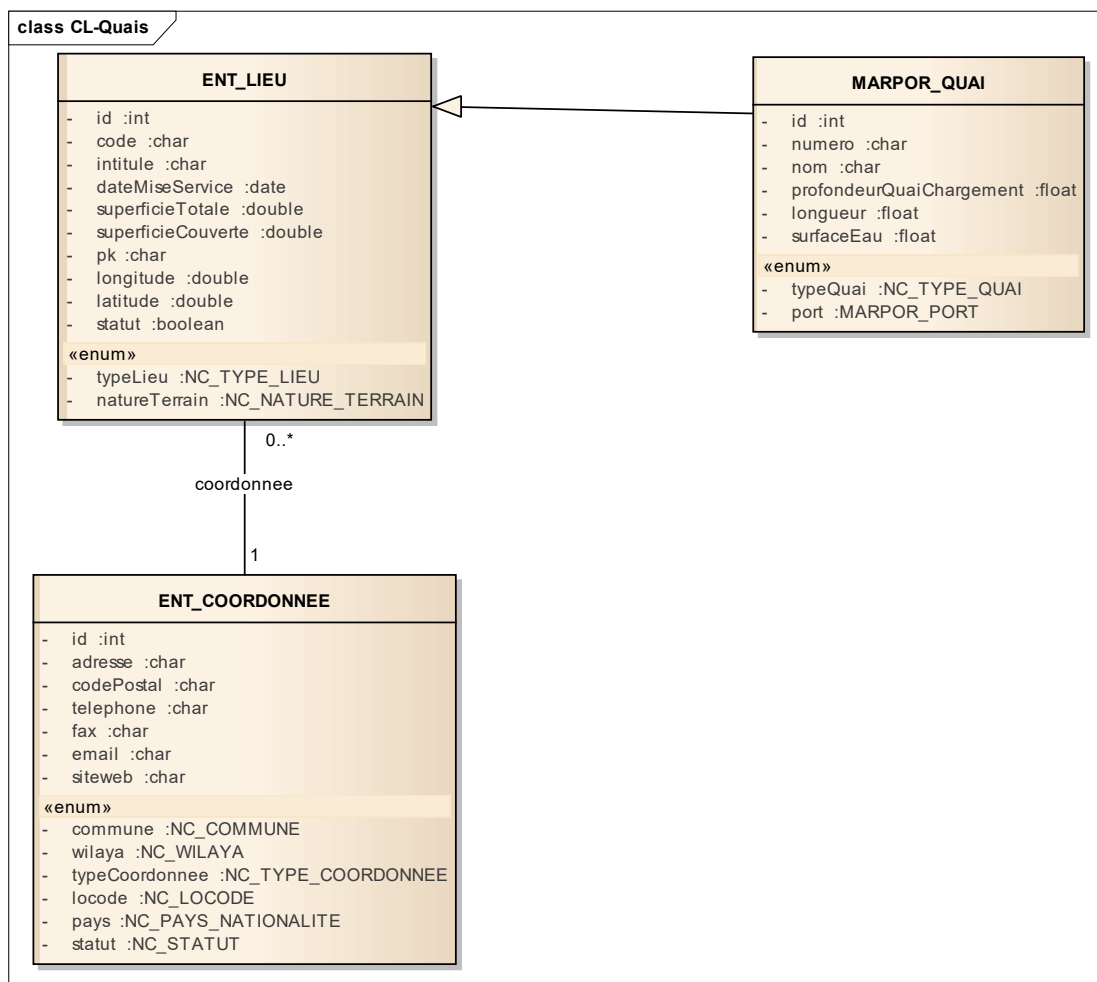 class CL-Quais
ENT_LIEU
- id :int
- code :char
- intitule :char
- dateMiseService :date
- superficieTotale :double
- superficieCouverte :double
- pk :char
- longitude :double
- latitude :double
- statut :boolean
«enum»
- typeLieu :NC_TYPE_LIEU
- natureTerrain :NC_NATURE_TERRAIN
MARPOR_QUAI
- id :int
- numero :char
- nom :char
- profondeurQuaiChargement :float
- longueur :float
- surfaceEau :float
«enum»
- typeQuai :NC_TYPE_QUAI
- port :MARPOR_PORT
0..*
coordonnee
1
ENT_COORDONNEE
- id :int
- adresse :char
- codePostal :char
- telephone :char
- fax :char
- email :char
- siteweb :char
«enum»
- commune :NC_COMMUNE
- wilaya :NC_WILAYA
- typeCoordonnee :NC_TYPE_COORDONNEE
- locode :NC_LOCODE
- pays :NC_PAYS_NATIONALITE
- statut :NC_STATUT